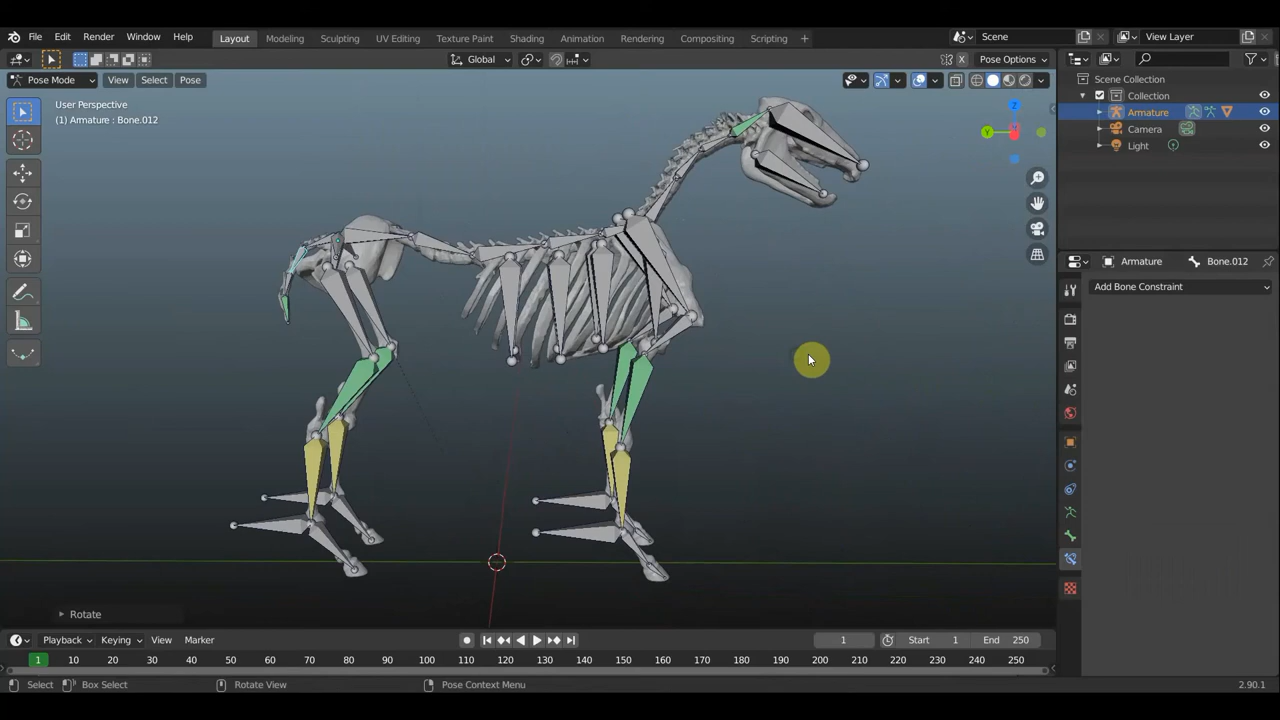 File Edit Render Window Help Layout Modeling Sculpting UV Editing Texture Paint Shading Animation Rendering Compositing Scripting Scene View Layer
Global X Pose Options
Pose Mode View Select Pose
User Perspective
(1) Armature : Bone.012
Scene Collection
Collection
Armature
Camera
Light
Armature Bone.012
Add Bone Constraint
Z
Y
Rotate
Playback Keying View Marker 1 Start 1 End 250
1 10 20 30 40 50 60 70 80 90 100 110 120 130 140 150 160 170 180 190 200 210 220 230 240 250
Select Box Select Rotate View Pose Context Menu 2.90.1